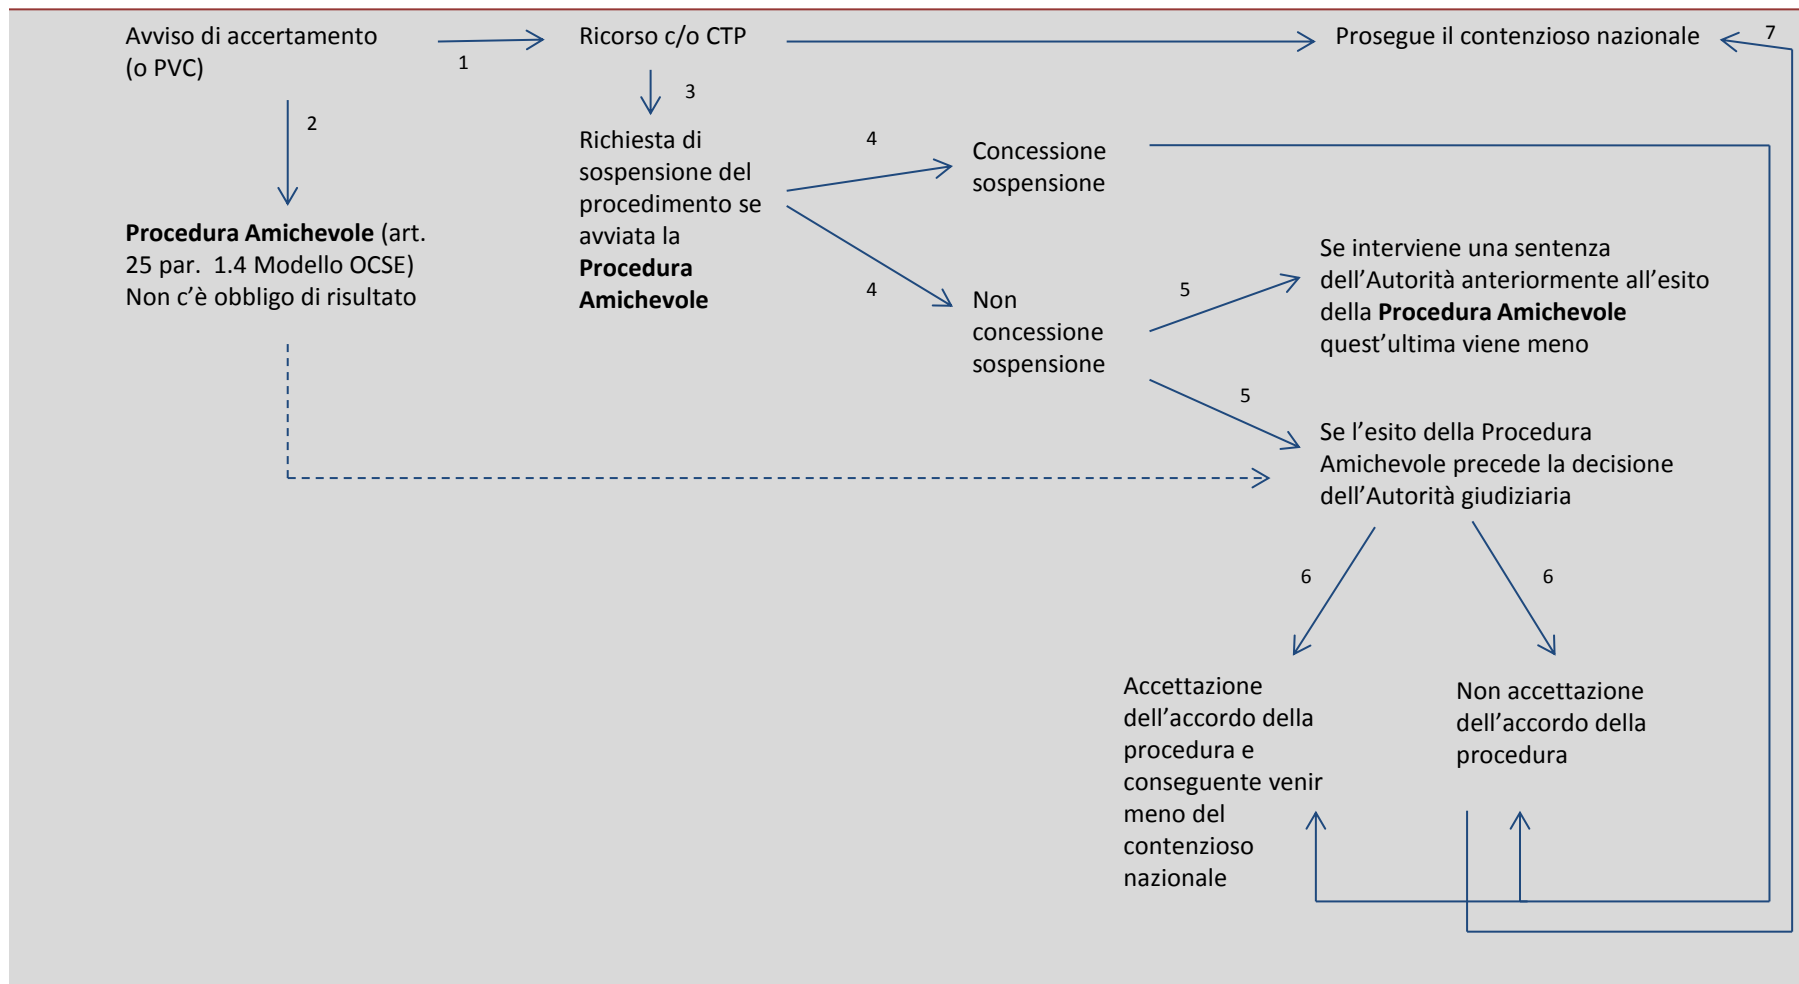 Avviso di accertamento
(o PVC)
1
Ricorso c/o CTP
Prosegue il contenzioso nazionale
7
2
3
Procedura Amichevole (art.
25 par.  1.4 Modello OCSE)
Non c’è obbligo di risultato
Richiesta di
sospensione del
procedimento se
avviata la
Procedura
Amichevole
4
Concessione
sospensione
4
Non
concessione
sospensione
5
Se interviene una sentenza
dell’Autorità anteriormente all’esito
della Procedura Amichevole
quest’ultima viene meno
5
Se l’esito della Procedura
Amichevole precede la decisione
dell’Autorità giudiziaria
6
6
Accettazione
dell’accordo della
procedura e
conseguente venir
meno del
contenzioso
nazionale
Non accettazione
dell’accordo della
procedura